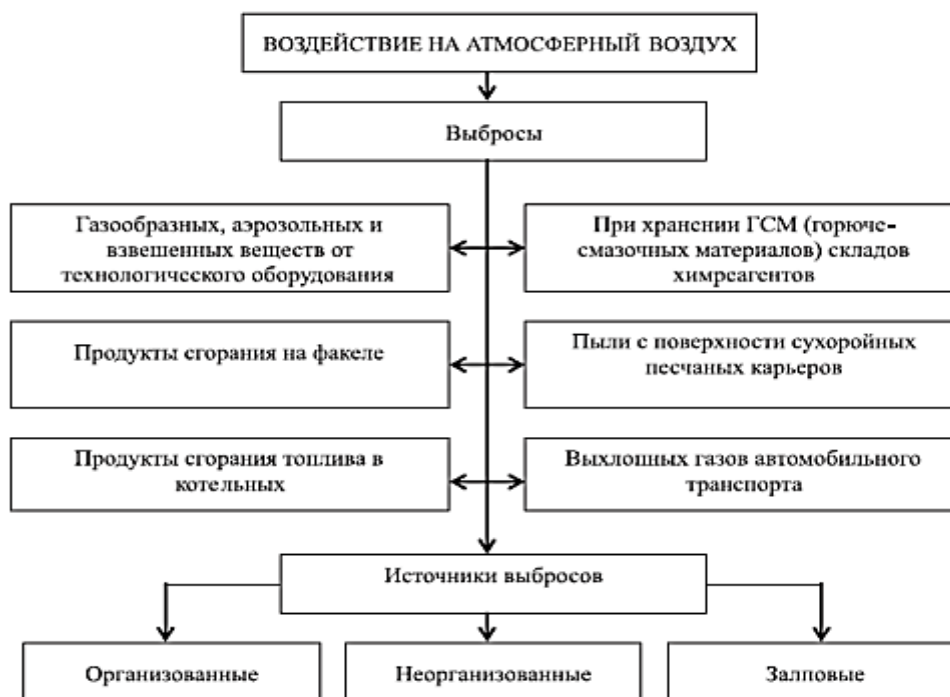 ВОЗДЕЙСТВИЕ НА АТМОСФЕРНЫЙ ВОЗДУХ
Выбросы
Газообразных, аэрозольных и
взвешенных веществ от
технологического оборудования
При хранении ГСМ (горюче-
смазочных материалов) складов
химреагентов
Продукты сгорания на факеле
Пыли с поверхности сухоройных
песчаных карьеров
Продукты сгорания топлива в
котельных
Выхлопных газов автомобильного
транспорта
Источники выбросов
Организованные
Неорганизованные
Залповые